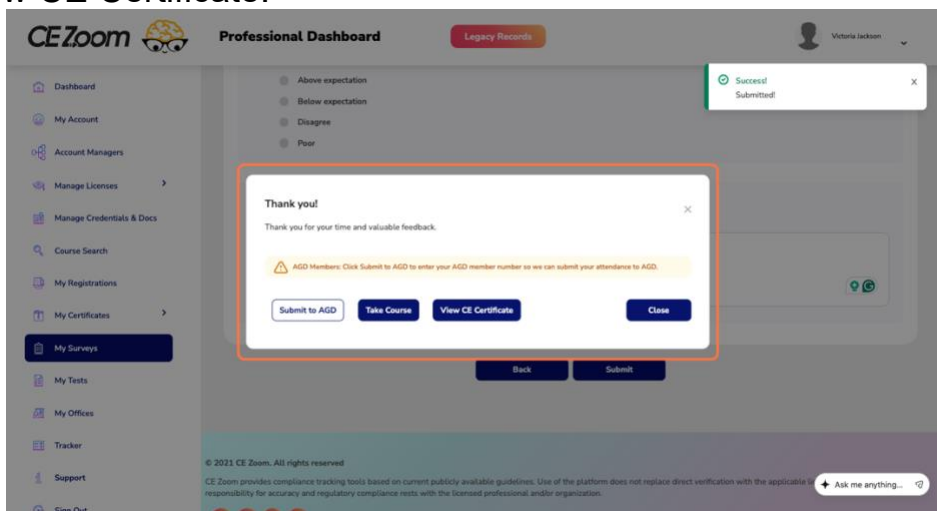 CE Zoom
Professional Dashboard
Legacy Records
Victoria Jackson
Success!
Submitted!
X
Dashboard
My Account
Account Managers
Manage Licenses
Manage Credentials & Docs
Course Search
My Registrations
My Certificates
My Surveys
My Tests
My Offices
Tracker
Support
Sign Out
Above expectation
Below expectation
Disagree
Poor
Thank you!
Thank you for your time and valuable feedback.
AGD Members: Click Submit to AGD to enter your AGD member number so we can submit your attendance to AGD.
Submit to AGD
Take Course
View CE Certificate
Close
Back
Submit
© 2021 CE Zoom. All rights reserved
CE Zoom provides compliance tracking tools based on current publicly available guidelines. Use of the platform does not replace direct verification with the applicable
responsibility for accuracy and regulatory compliance rests with the licensed professional and/or organization.
Ask me anything...